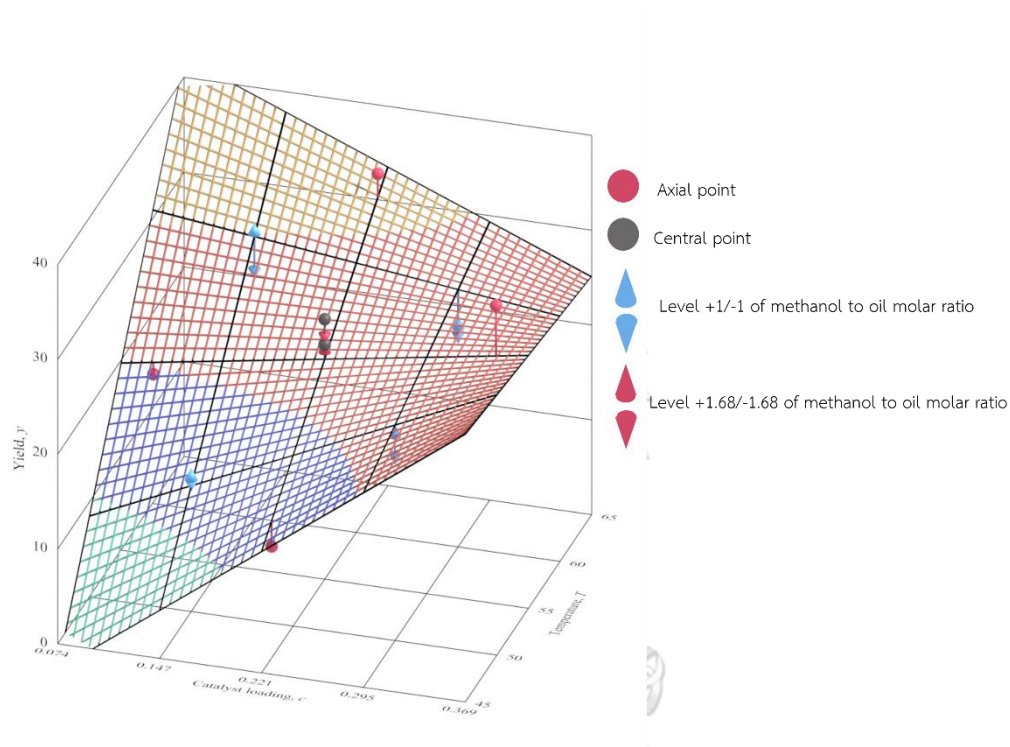 40
30
20
10
0
Yield, y
0.074
0.147
0.221
0.295
0.369
Catalyst loading, c
45
50
55
60
65
Temperature, T
Axial point
Central point
Level +1/-1 of methanol to oil molar ratio
Level +1.68/-1.68 of methanol to oil molar ratio